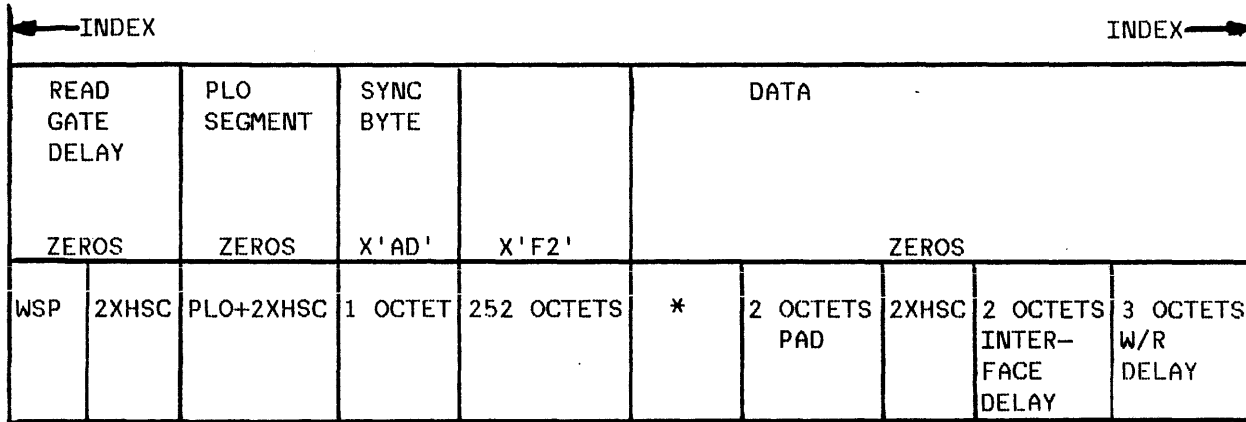 INDEX INDEX
READ GATE DELAY
PLO SEGMENT
SYNC BYTE
DATA
ZEROS ZEROS X'AD' X'F2' ZEROS
WSP
2XHSC
PLO+2XHSC
1 OCTET
252 OCTETS
*
2 OCTETS
PAD
2XHSC
2 OCTETS
INTER-
FACE
DELAY
3 OCTETS
W/R
DELAY